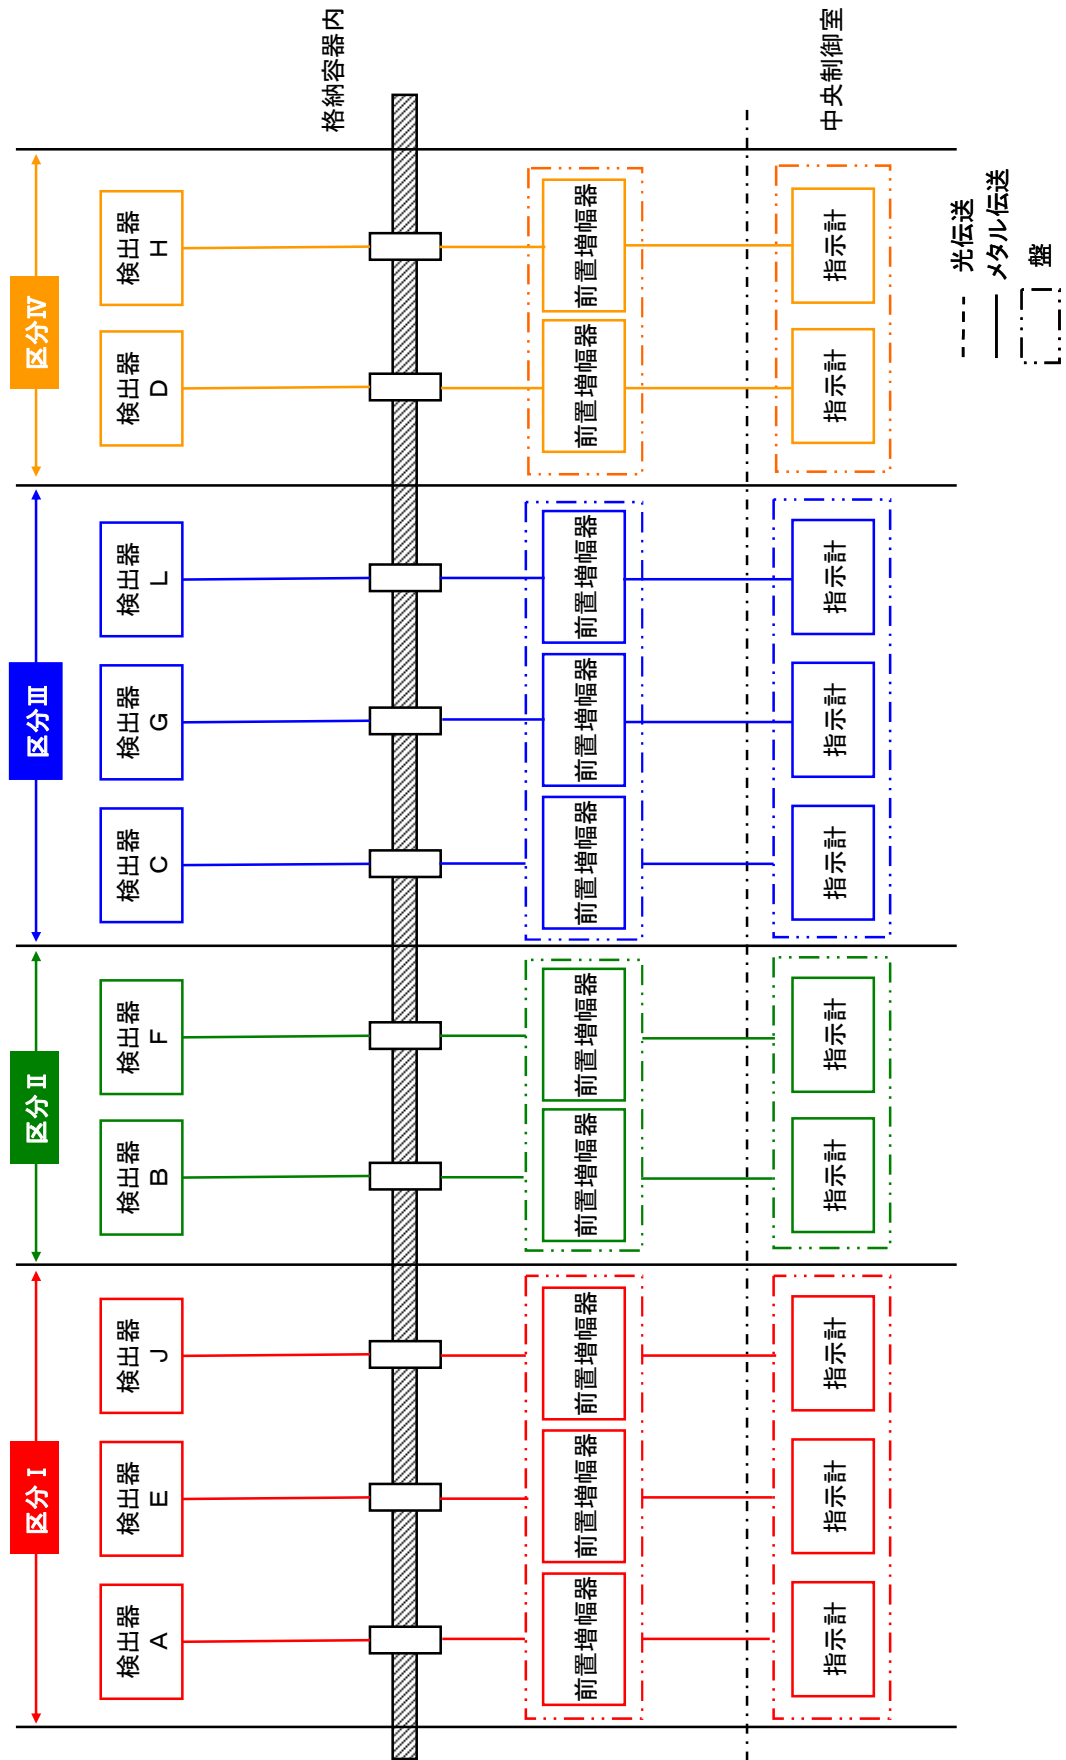 区分Ⅰ
区分Ⅱ
区分Ⅲ
区分Ⅳ
検出器
A
検出器
E
検出器
J
検出器
B
検出器
F
検出器
C
検出器
G
検出器
L
検出器
D
検出器
H
格納容器内
前置増幅器
前置増幅器
前置増幅器
前置増幅器
前置増幅器
前置増幅器
前置増幅器
前置増幅器
前置増幅器
前置増幅器
中央制御室
指示計
指示計
指示計
指示計
指示計
指示計
指示計
指示計
指示計
指示計
光伝送
メタル伝送
盤